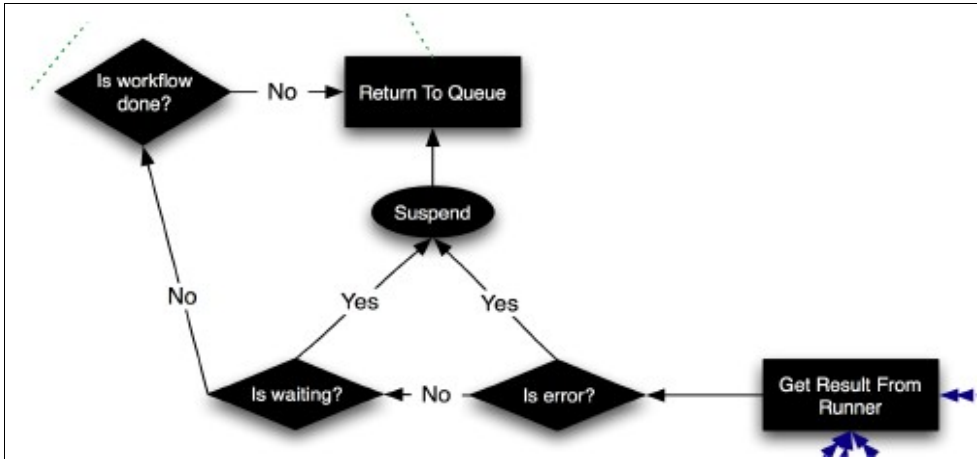 Is workflow
done?
No
Return To Queue
Suspend
No
Yes
Yes
Is waiting?
No
Is error?
Get Result From
Runner